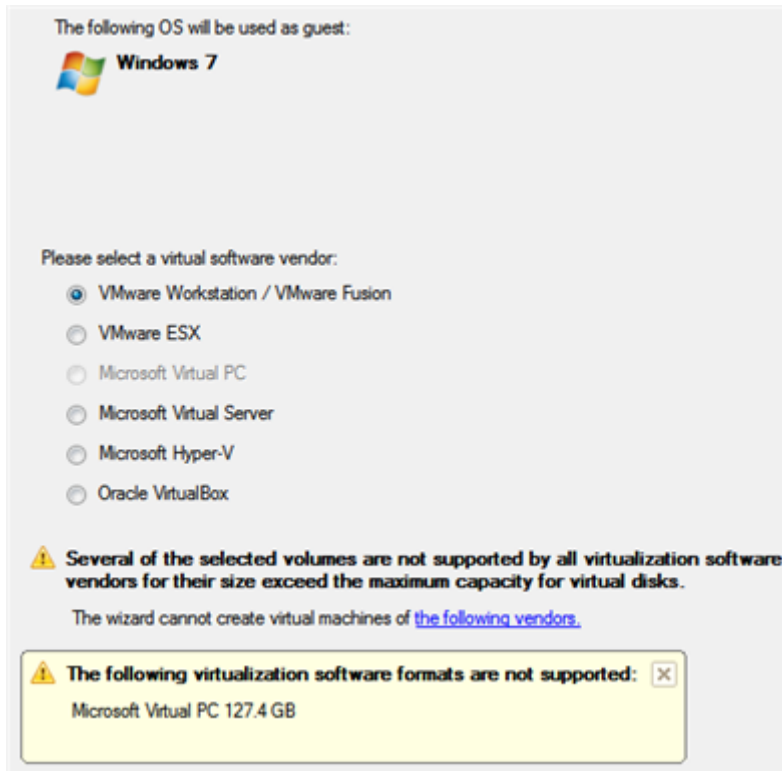 The following OS will be used as guest:
Windows 7
Please select a virtual software vendor:
VMware Workstation / VMware Fusion
VMware ESX
Microsoft Virtual PC
Microsoft Virtual Server
Microsoft Hyper-V
Oracle VirtualBox
Several of the selected volumes are not supported by all virtualization software
vendors for their size exceed the maximum capacity for virtual disks.
The wizard cannot create virtual machines of the following vendors.
The following virtualization software formats are not supported:
Microsoft Virtual PC 127.4 GB